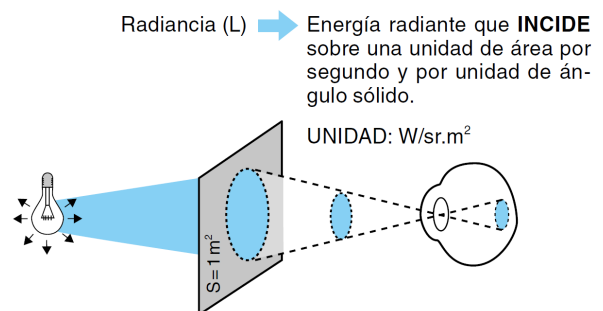 Radiancia (L)
Energía radiante que INCIDE
sobre una unidad de área por
segundo y por unidad de án-
gulo sólido.
UNIDAD: W/sr.m²
S = 1 m²